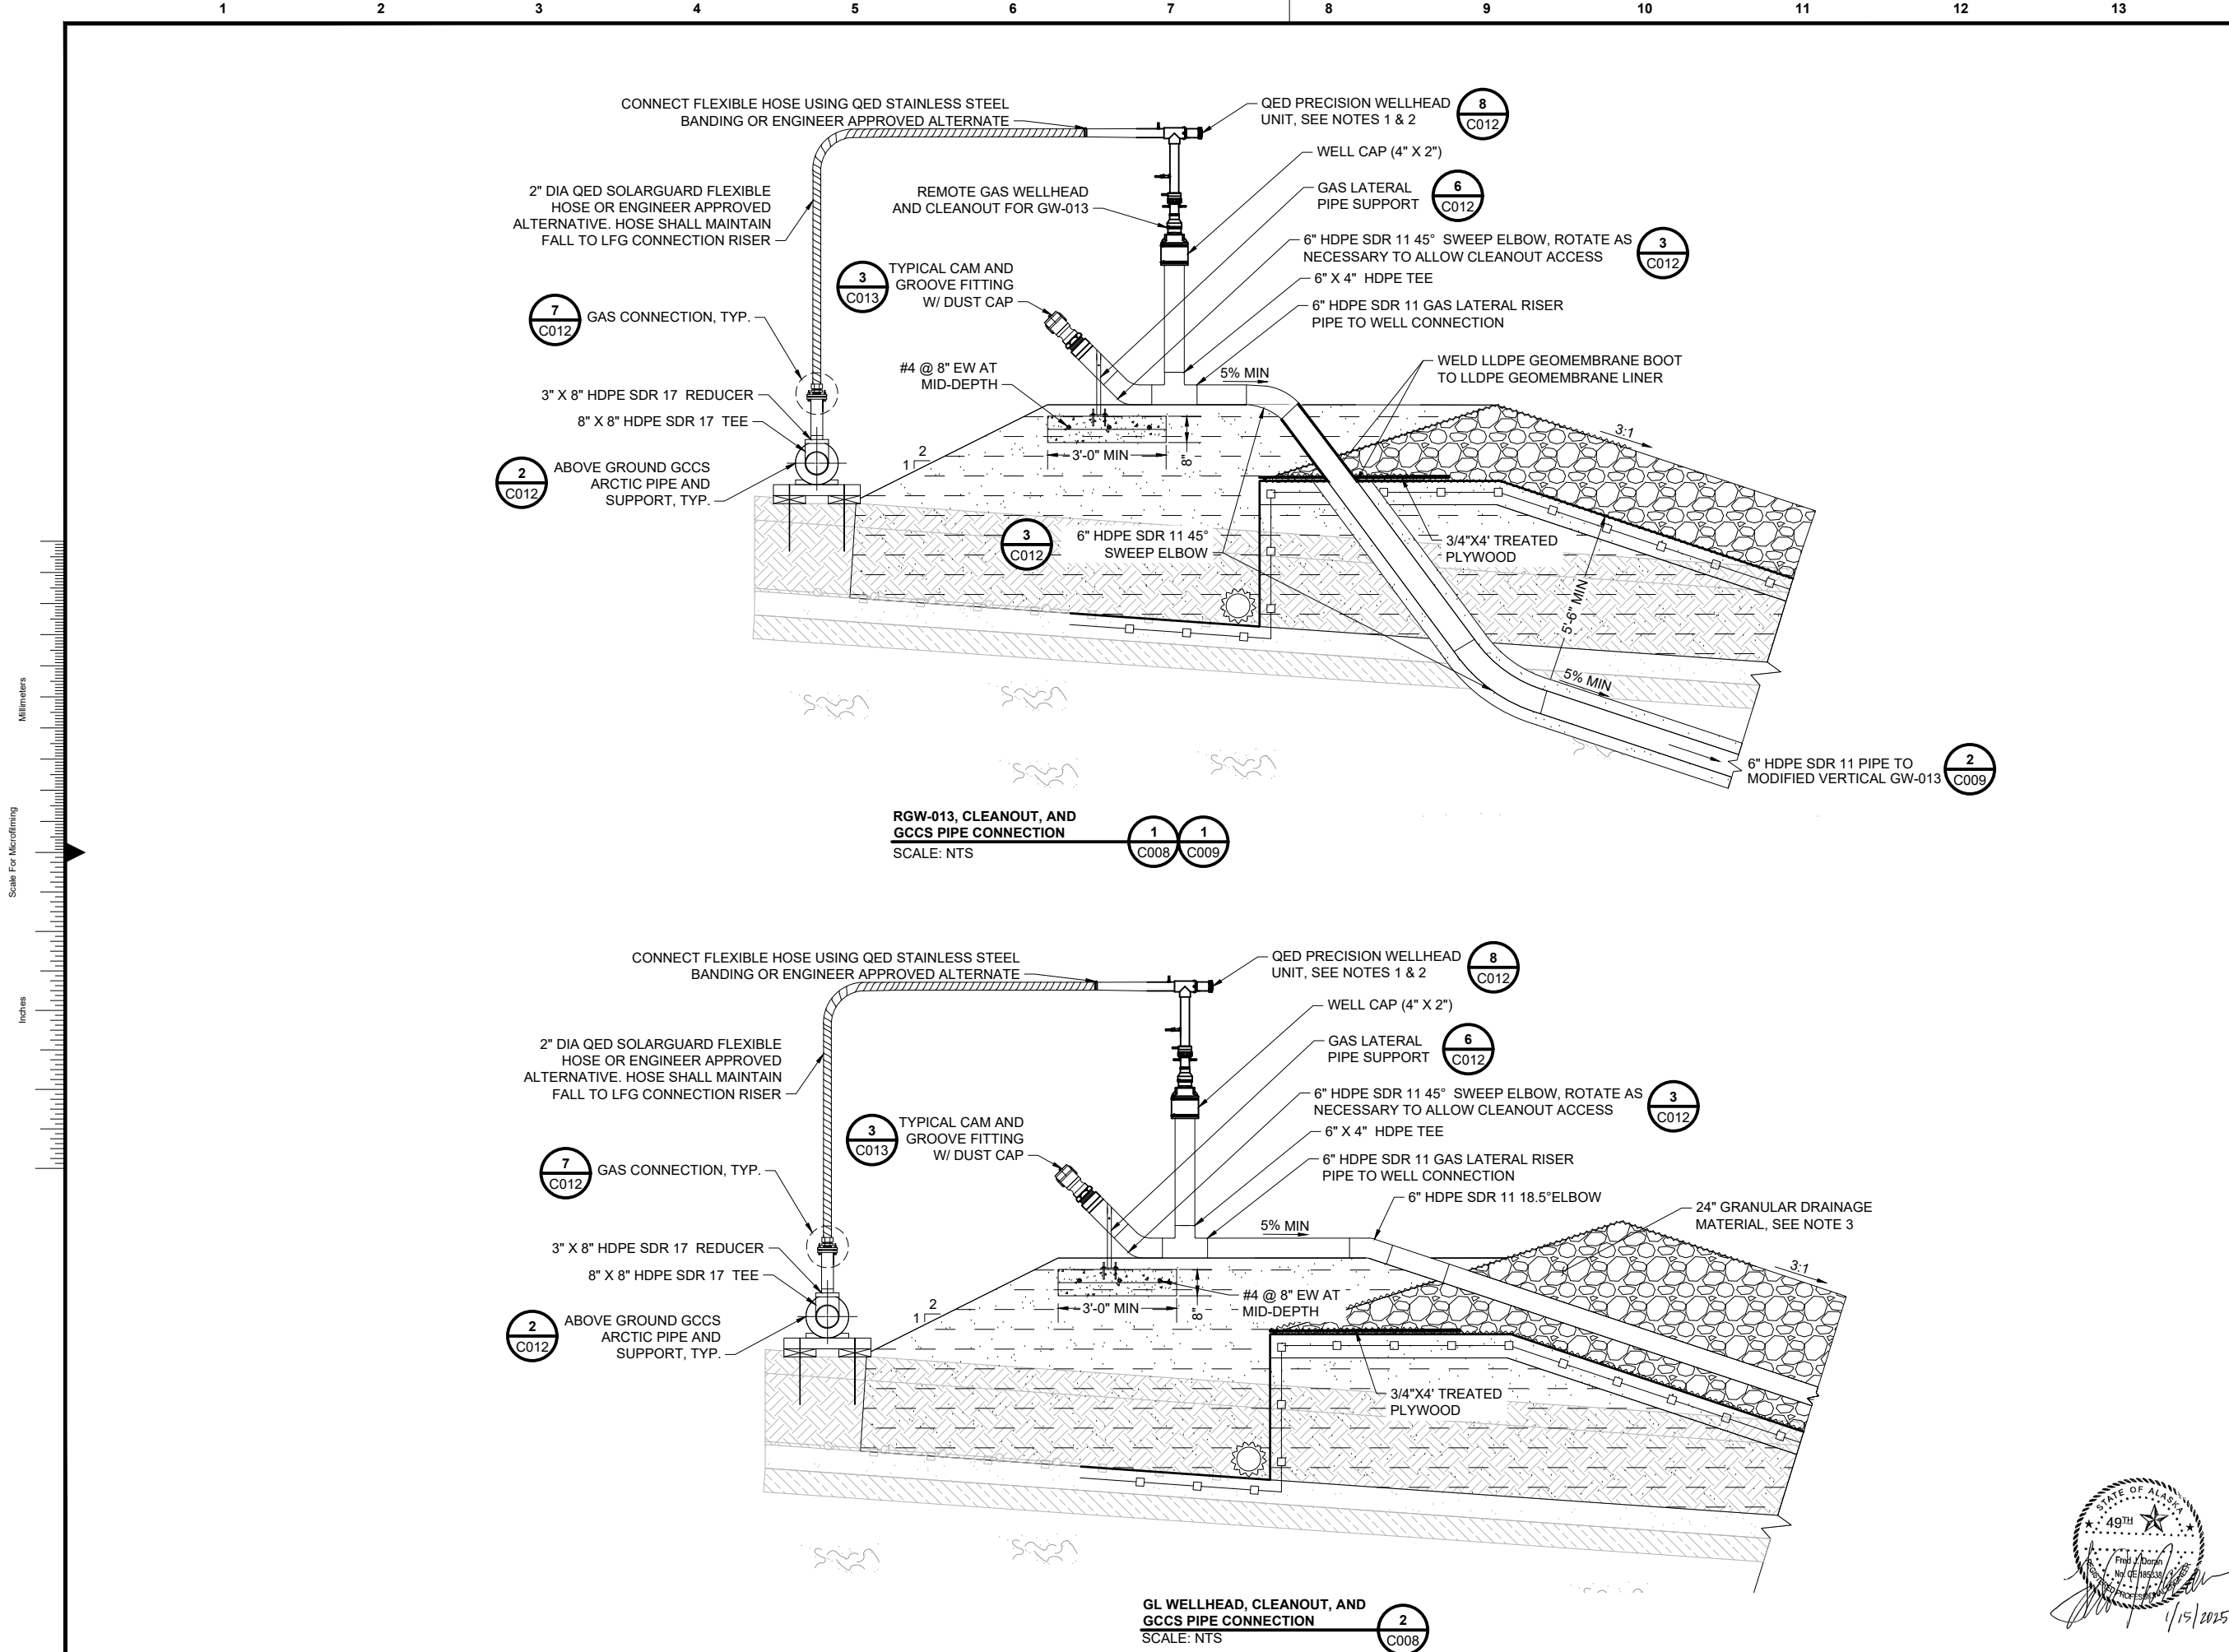 1 2 3 4 5 6 7 8 9 10 11 12 13
CONNECT FLEXIBLE HOSE USING QED STAINLESS STEEL
BANDING OR ENGINEER APPROVED ALTERNATE
QED PRECISION WELLHEAD
UNIT, SEE NOTES 1 & 2
8
C012
WELL CAP (4" X 2")
2" DIA QED SOLARGUARD FLEXIBLE
HOSE OR ENGINEER APPROVED
ALTERNATIVE. HOSE SHALL MAINTAIN
FALL TO LFG CONNECTION RISER
REMOTE GAS WELLHEAD
AND CLEANOUT FOR GW-013
GAS LATERAL
PIPE SUPPORT
6
C012
6" HDPE SDR 11 45° SWEEP ELBOW, ROTATE AS
NECESSARY TO ALLOW CLEANOUT ACCESS
3
C012
3
C013
TYPICAL CAM AND
GROOVE FITTING
W/ DUST CAP
6" X 4" HDPE TEE
7
C012
GAS CONNECTION, TYP.
6" HDPE SDR 11 GAS LATERAL RISER
PIPE TO WELL CONNECTION
#4 @ 8" EW AT
MID-DEPTH
5% MIN
WELD LLDPE GEOMEMBRANE BOOT
TO LLDPE GEOMEMBRANE LINER
3" X 8" HDPE SDR 17 REDUCER
8" X 8" HDPE SDR 17 TEE
3:1
2
C012
ABOVE GROUND GCCS
ARCTIC PIPE AND
SUPPORT, TYP.
2
1
3'-0" MIN
8"
3
C012
6" HDPE SDR 11 45°
SWEEP ELBOW
3/4"X4' TREATED
PLYWOOD
5'-6" MIN
5% MIN
6" HDPE SDR 11 PIPE TO
MODIFIED VERTICAL GW-013
2
C009
RGW-013, CLEANOUT, AND
GCCS PIPE CONNECTION
SCALE: NTS
1
C008
1
C009
Millimeters
Scale For Microfilming
Inches
CONNECT FLEXIBLE HOSE USING QED STAINLESS STEEL
BANDING OR ENGINEER APPROVED ALTERNATE
QED PRECISION WELLHEAD
UNIT, SEE NOTES 1 & 2
8
C012
WELL CAP (4" X 2")
2" DIA QED SOLARGUARD FLEXIBLE
HOSE OR ENGINEER APPROVED
ALTERNATIVE. HOSE SHALL MAINTAIN
FALL TO LFG CONNECTION RISER
GAS LATERAL
PIPE SUPPORT
6
C012
6" HDPE SDR 11 45° SWEEP ELBOW, ROTATE AS
NECESSARY TO ALLOW CLEANOUT ACCESS
3
C012
3
C013
TYPICAL CAM AND
GROOVE FITTING
W/ DUST CAP
6" X 4" HDPE TEE
7
C012
GAS CONNECTION, TYP.
6" HDPE SDR 11 GAS LATERAL RISER
PIPE TO WELL CONNECTION
6" HDPE SDR 11 18.5°ELBOW
24" GRANULAR DRAINAGE
MATERIAL, SEE NOTE 3
5% MIN
3" X 8" HDPE SDR 17 REDUCER
8" X 8" HDPE SDR 17 TEE
3:1
2
C012
ABOVE GROUND GCCS
ARCTIC PIPE AND
SUPPORT, TYP.
2
1
3'-0" MIN
8"
#4 @ 8" EW AT
MID-DEPTH
3/4"X4' TREATED
PLYWOOD
GL WELLHEAD, CLEANOUT, AND
GCCS PIPE CONNECTION
SCALE: NTS
2
C008
STATE OF ALASKA
49TH
Fred J. Doran
REGISTERED PROFESSIONAL ENGINEER
1/15/2025